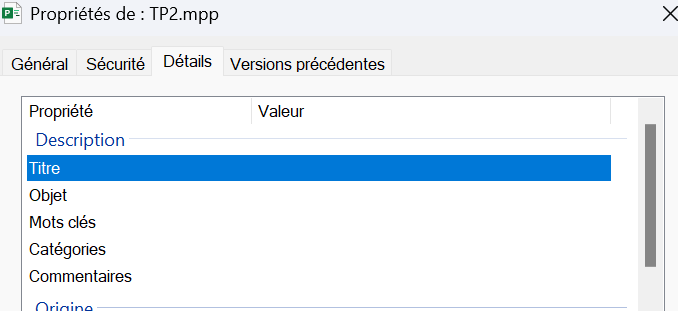 Propriétés de : TP2.mpp
Général Sécurité Détails Versions précédentes
Propriété Valeur
Description
Titre
Objet
Mots clés
Catégories
Commentaires
Origine